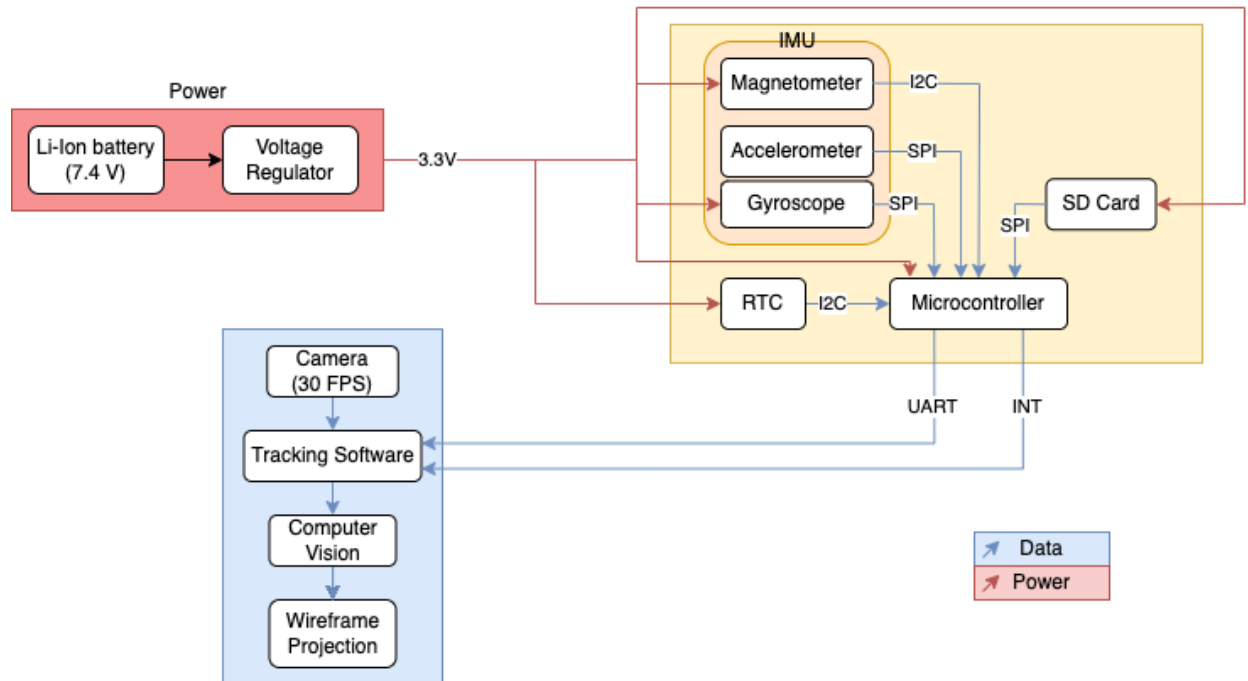 IMU
Magnetometer
I2C
Power
Li-Ion battery
(7.4 V)
Voltage
Regulator
3.3V
Accelerometer
SPI
Gyroscope
SPI
SD Card
SPI
RTC
I2C
Microcontroller
Camera
(30 FPS)
UART
INT
Tracking Software
Computer
Vision
Wireframe
Projection
Data
Power